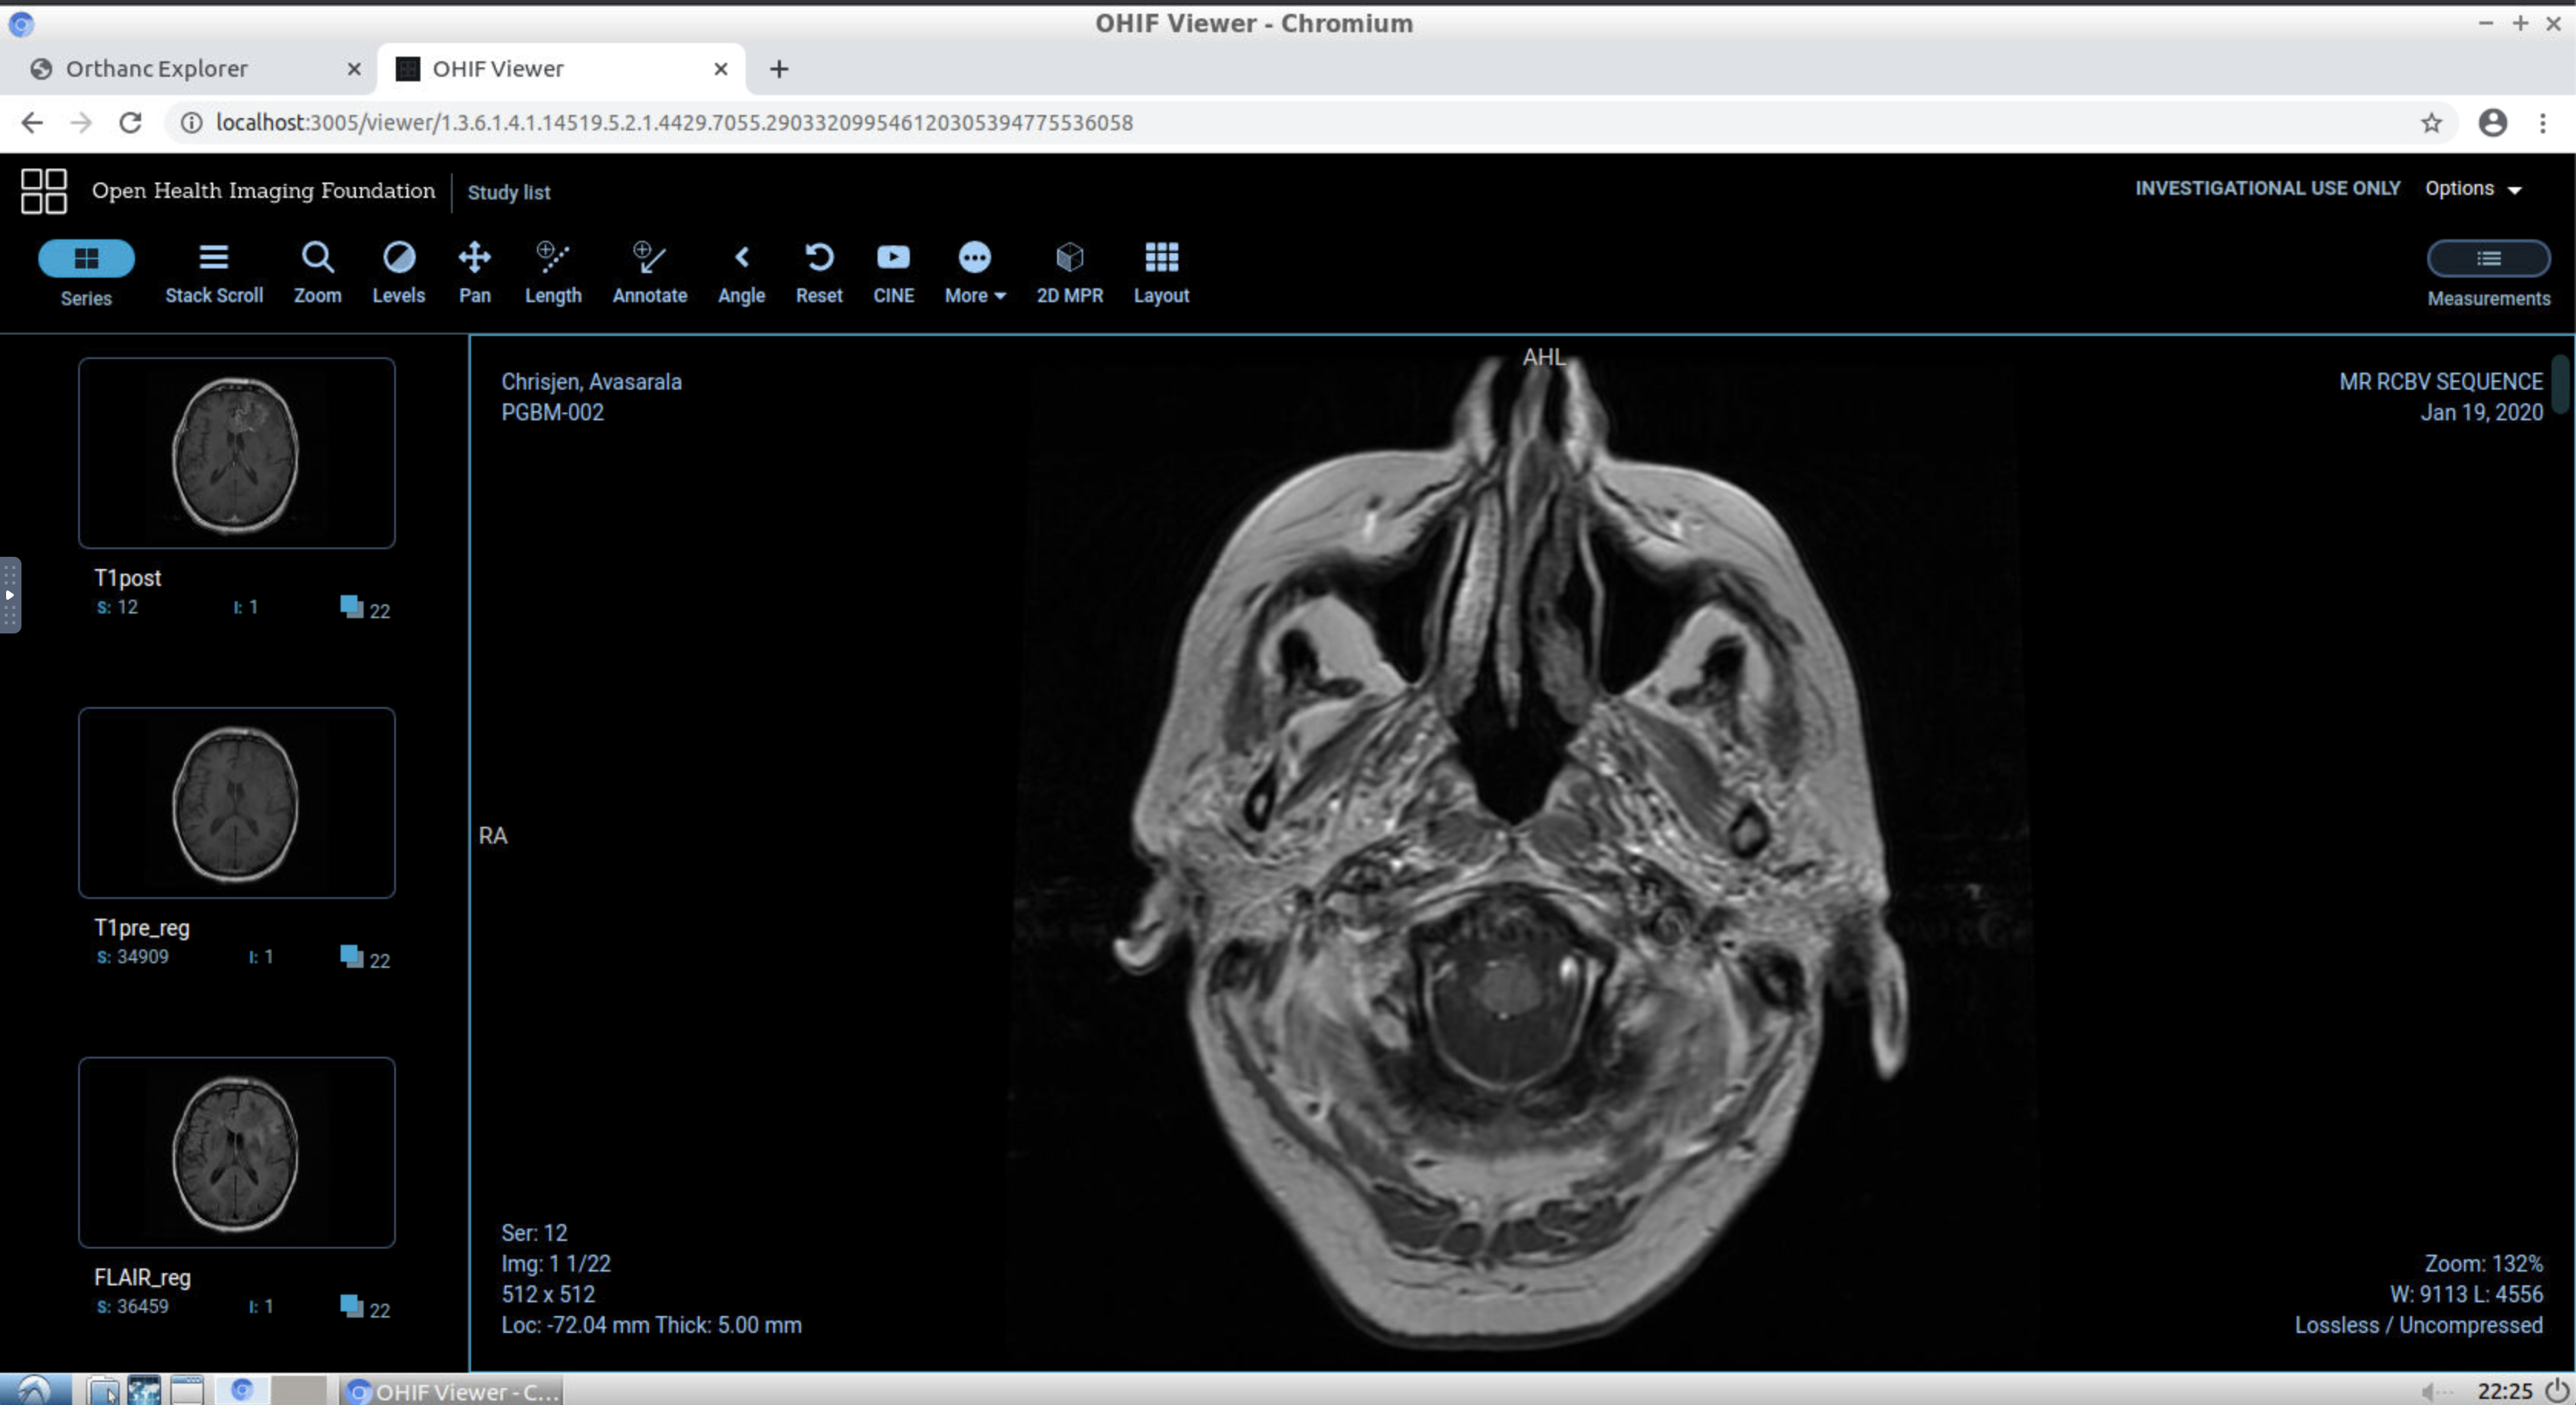 OHIF Viewer - Chromium
Orthanc Explorer
OHIF Viewer
localhost:3005/viewer/1.3.6.1.4.1.14519.5.2.1.4429.7055.290332099546120305394775536058
Open Health Imaging Foundation
Study list
INVESTIGATIONAL USE ONLY
Options
Series
Stack Scroll
Zoom
Levels
Pan
Length
Annotate
Angle
Reset
CINE
More
2D MPR
Layout
Measurements
T1post
S: 12 I: 1 22
T1pre_reg
S: 34909 I: 1 22
FLAIR_reg
S: 36459 I: 1 22
AHL
Chrisjen, Avasarala
PGBM-002
MR RCBV SEQUENCE
Jan 19, 2020
RA
Ser: 12
Img: 1 1/22
512 x 512
Loc: -72.04 mm Thick: 5.00 mm
Zoom: 132%
W: 9113 L: 4556
Lossless / Uncompressed
OHIF Viewer - C...
22:25